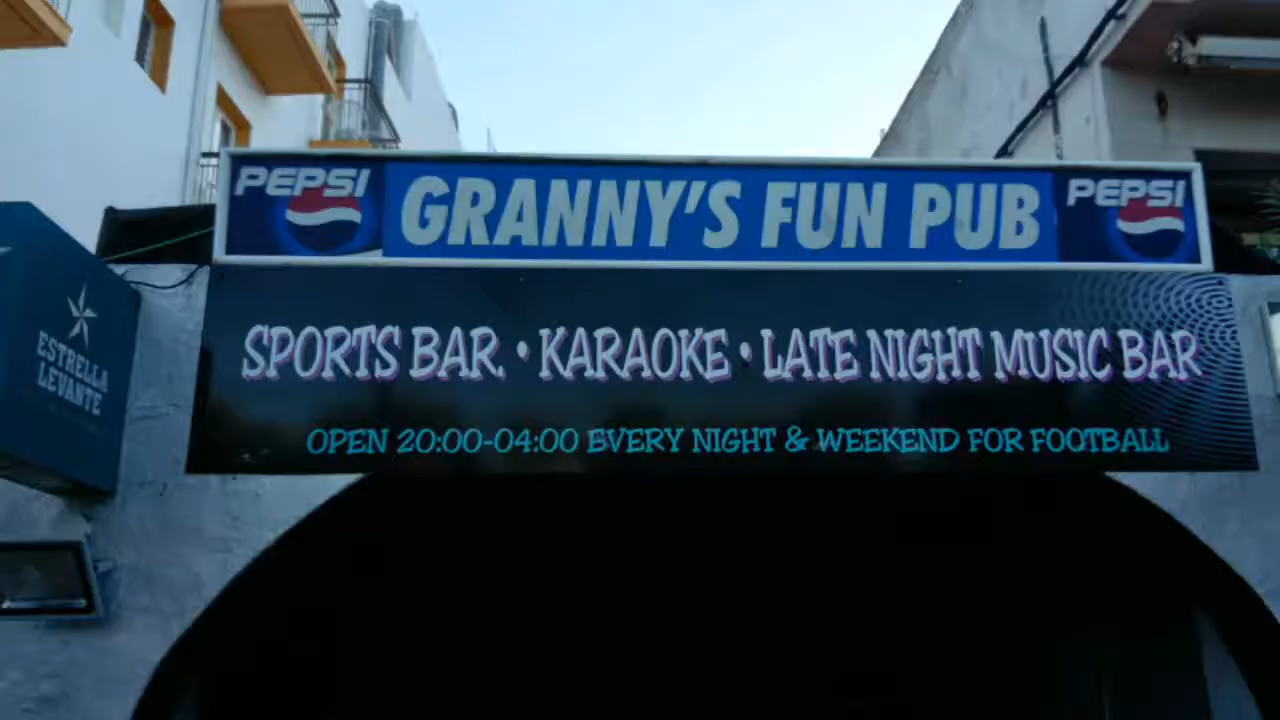 PEPSI GRANNY'S FUN PUB PEPSI
SPORTS BAR • KARAOKE • LATE NIGHT MUSIC BAR
OPEN 20:00-04:00 EVERY NIGHT & WEEKEND FOR FOOTBALL
ESTRELLA
LEVANTE